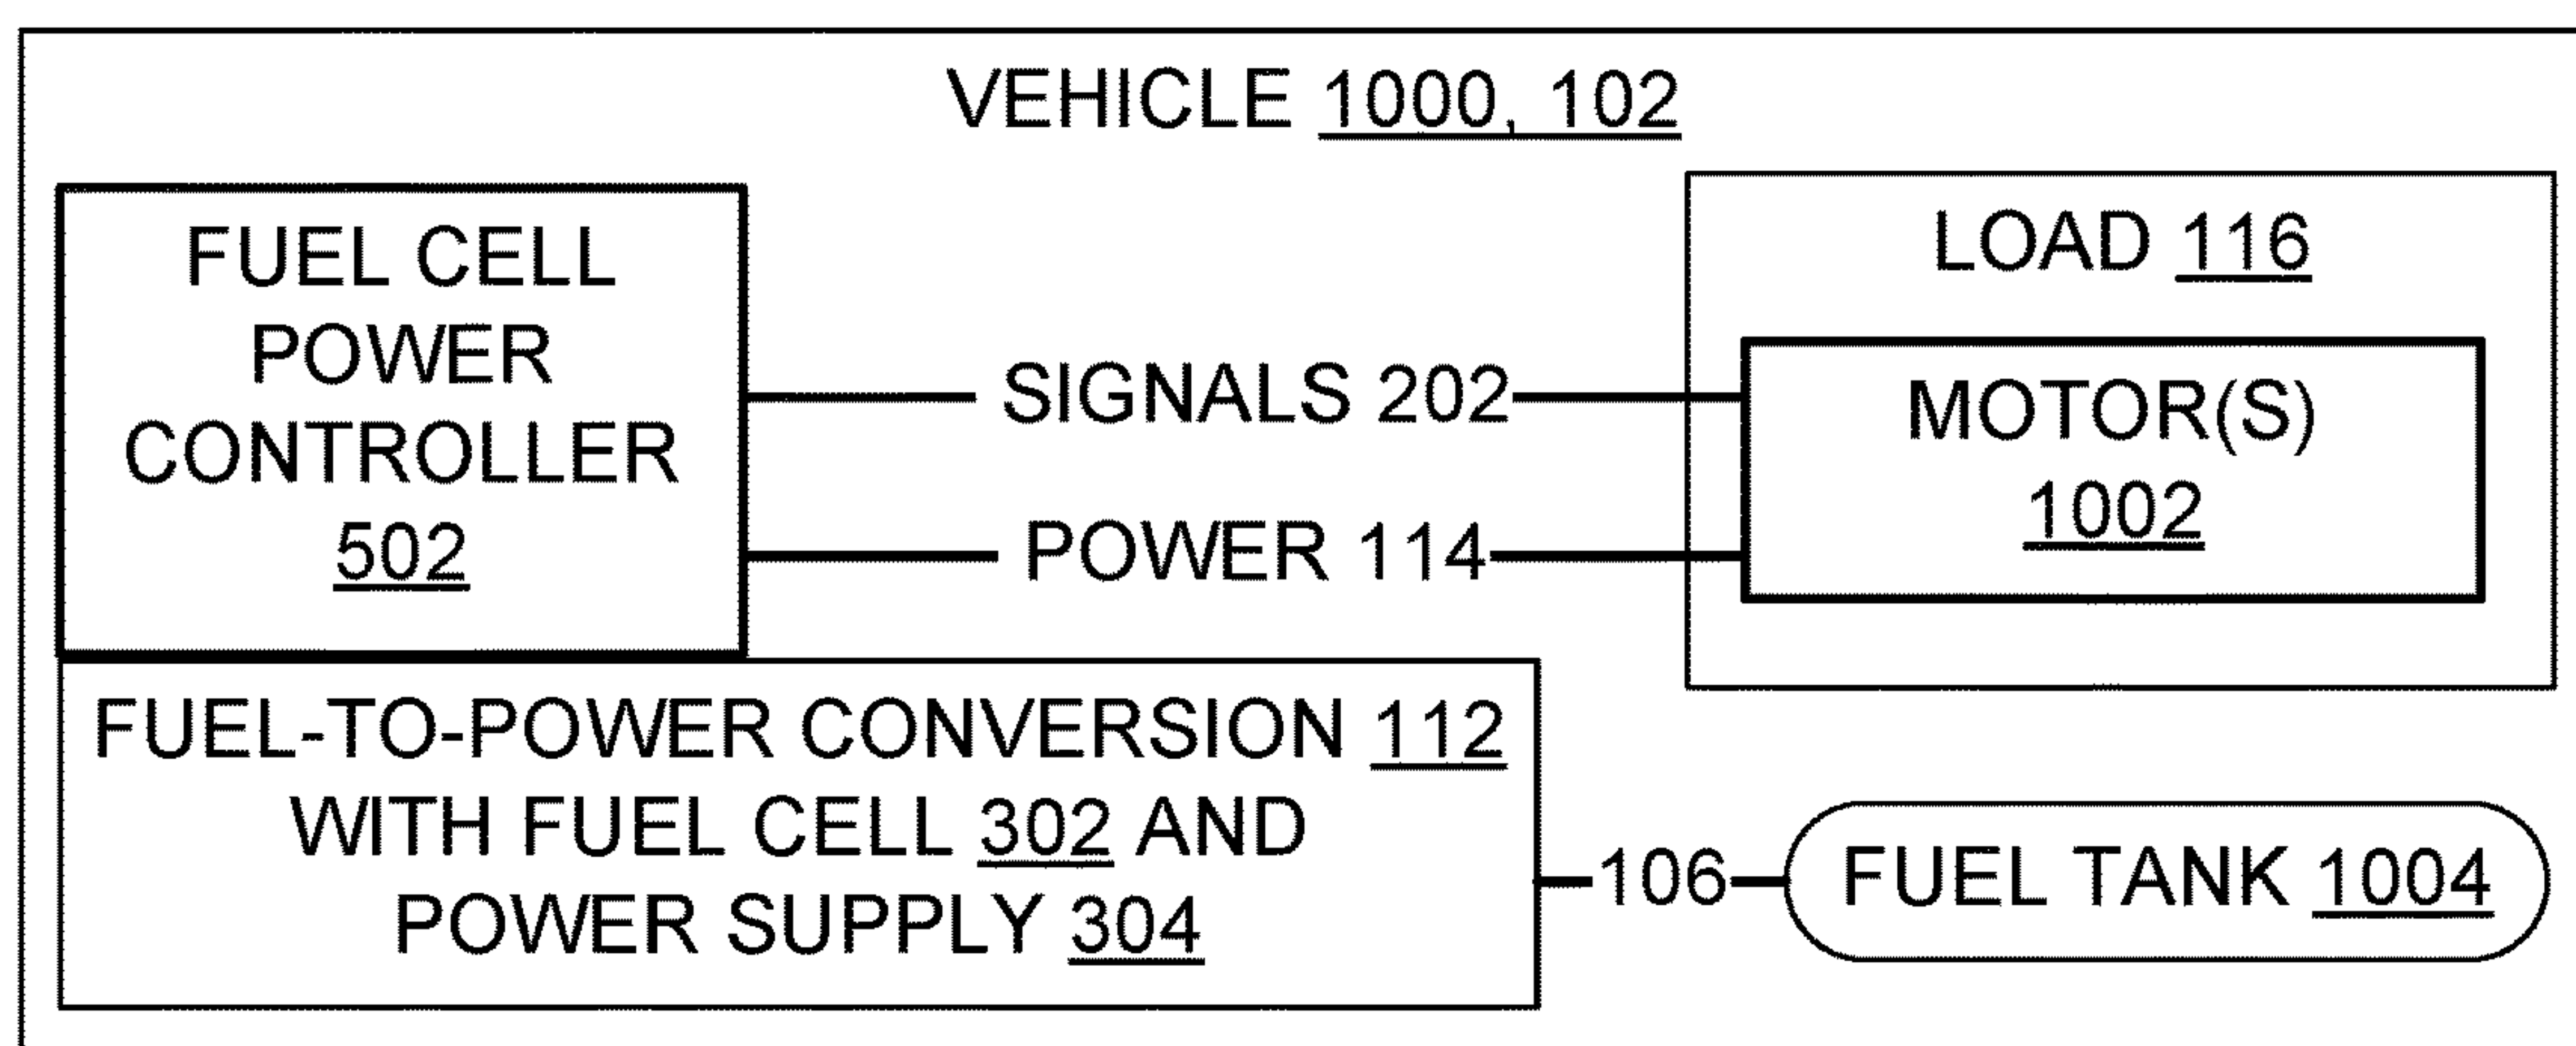 VEHICLE 1000, 102
FUEL CELL
POWER
CONTROLLER
502
SIGNALS 202
POWER 114
LOAD 116
MOTOR(S)
1002
FUEL-TO-POWER CONVERSION 112
WITH FUEL CELL 302 AND
POWER SUPPLY 304
106
FUEL TANK 1004